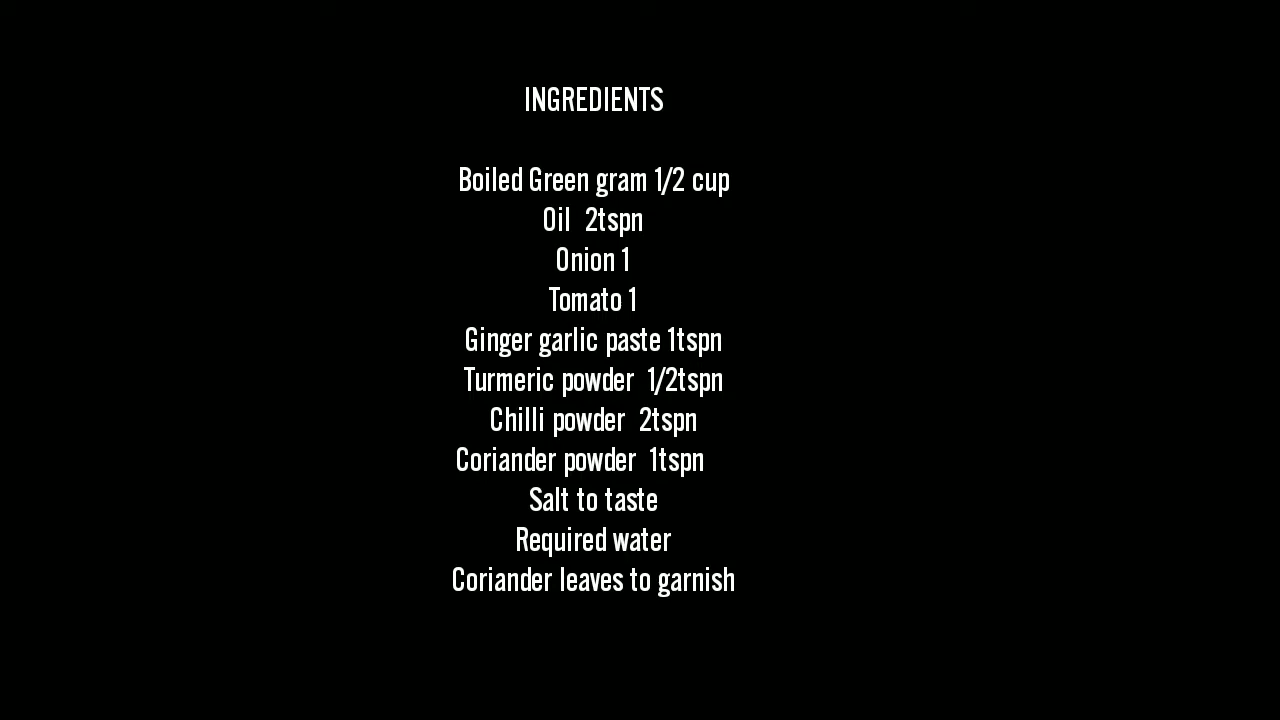 INGREDIENTS
Boiled Green gram 1/2 cup
Oil  2tspn
Onion 1
Tomato 1
Ginger garlic paste 1tspn
Turmeric powder  1/2tspn
Chilli powder  2tspn
Coriander powder  1tspn
Salt to taste
Required water
Coriander leaves to garnish